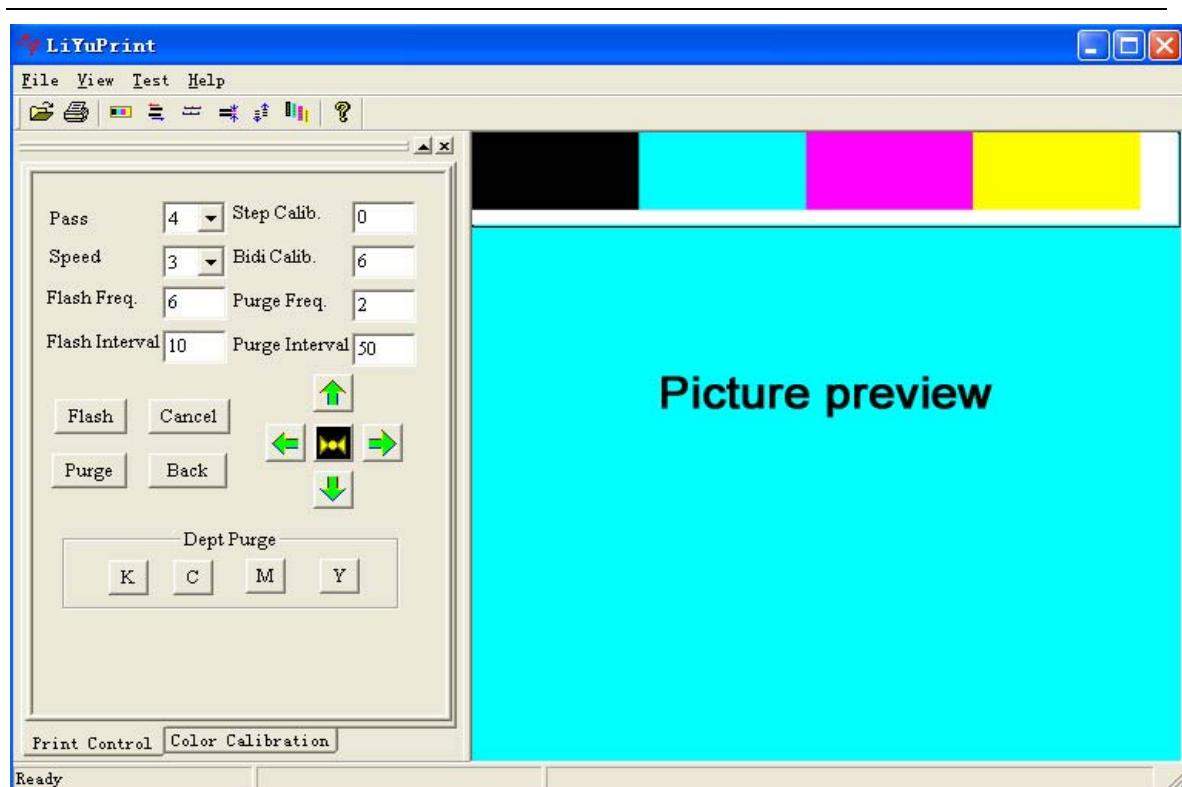 LiYuPrint
File View Test Help
Pass 4 Step Calib. 0
Speed 3 Bidi Calib. 6
Flash Freq. 6 Purge Freq. 2
Flash Interval 10 Purge Interval 50
Flash Cancel
Purge Back
Dept Purge
K C M Y
Print Control Color Calibration
Ready
Picture preview